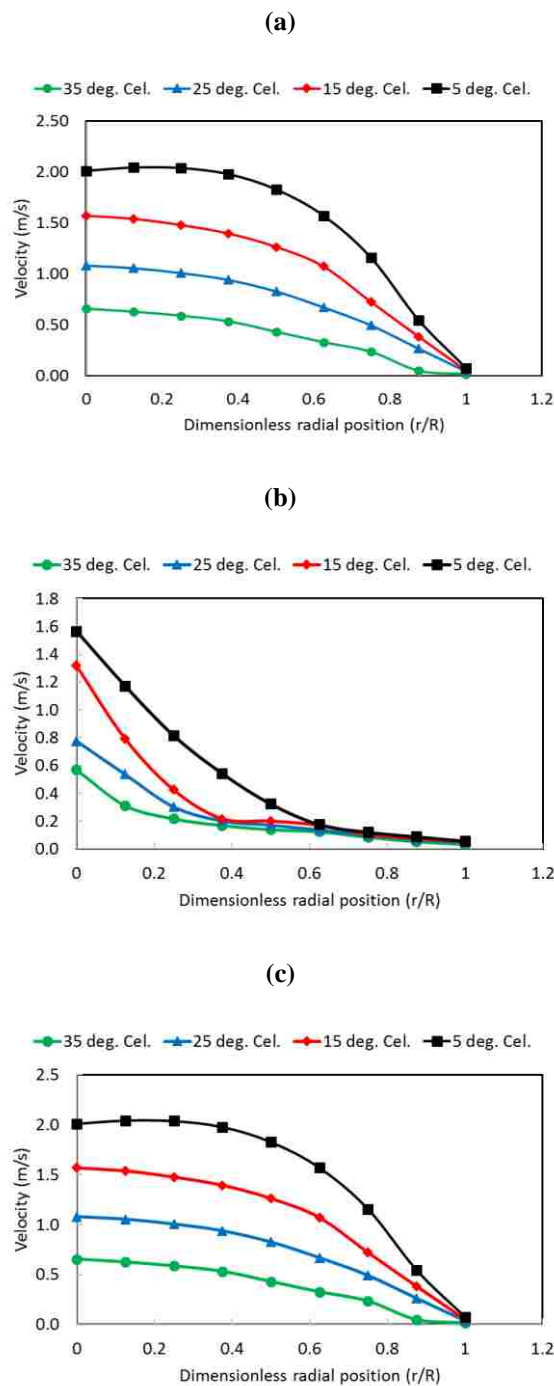 (a)
35 deg. Cel. 25 deg. Cel. 15 deg. Cel. 5 deg. Cel.
2.50
2.00
1.50
1.00
0.50
0.00
Velocity (m/s)
0 0.2 0.4 0.6 0.8 1 1.2
Dimensionless radial position (r/R)
(b)
35 deg. Cel. 25 deg. Cel. 15 deg. Cel. 5 deg. Cel.
1.8
1.6
1.4
1.2
1.0
0.8
0.6
0.4
0.2
0.0
Velocity (m/s)
0 0.2 0.4 0.6 0.8 1 1.2
Dimensionless radial position (r/R)
(c)
35 deg. Cel. 25 deg. Cel. 15 deg. Cel. 5 deg. Cel.
2.5
2.0
1.5
1.0
0.5
0.0
Velocity (m/s)
0 0.2 0.4 0.6 0.8 1 1.2
Dimensionless radial position (r/R)